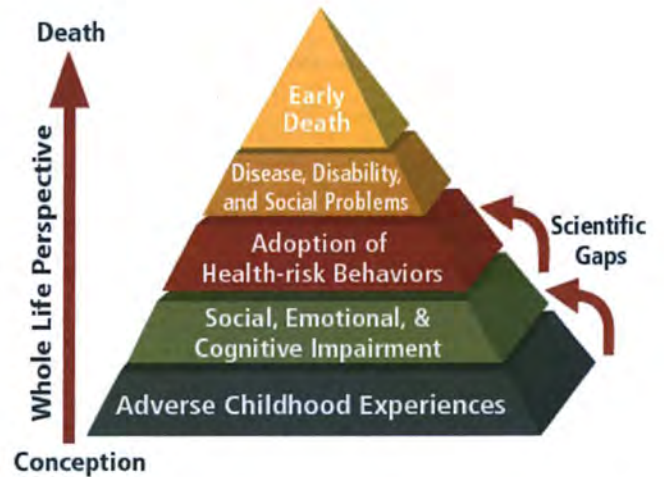 Death
Whole Life Perspective
Conception
Early
Death
Disease, Disability,
and Social Problems
Adoption of
Health-risk Behaviors
Social, Emotional, &
Cognitive Impairment
Adverse Childhood Experiences
Scientific
Gaps